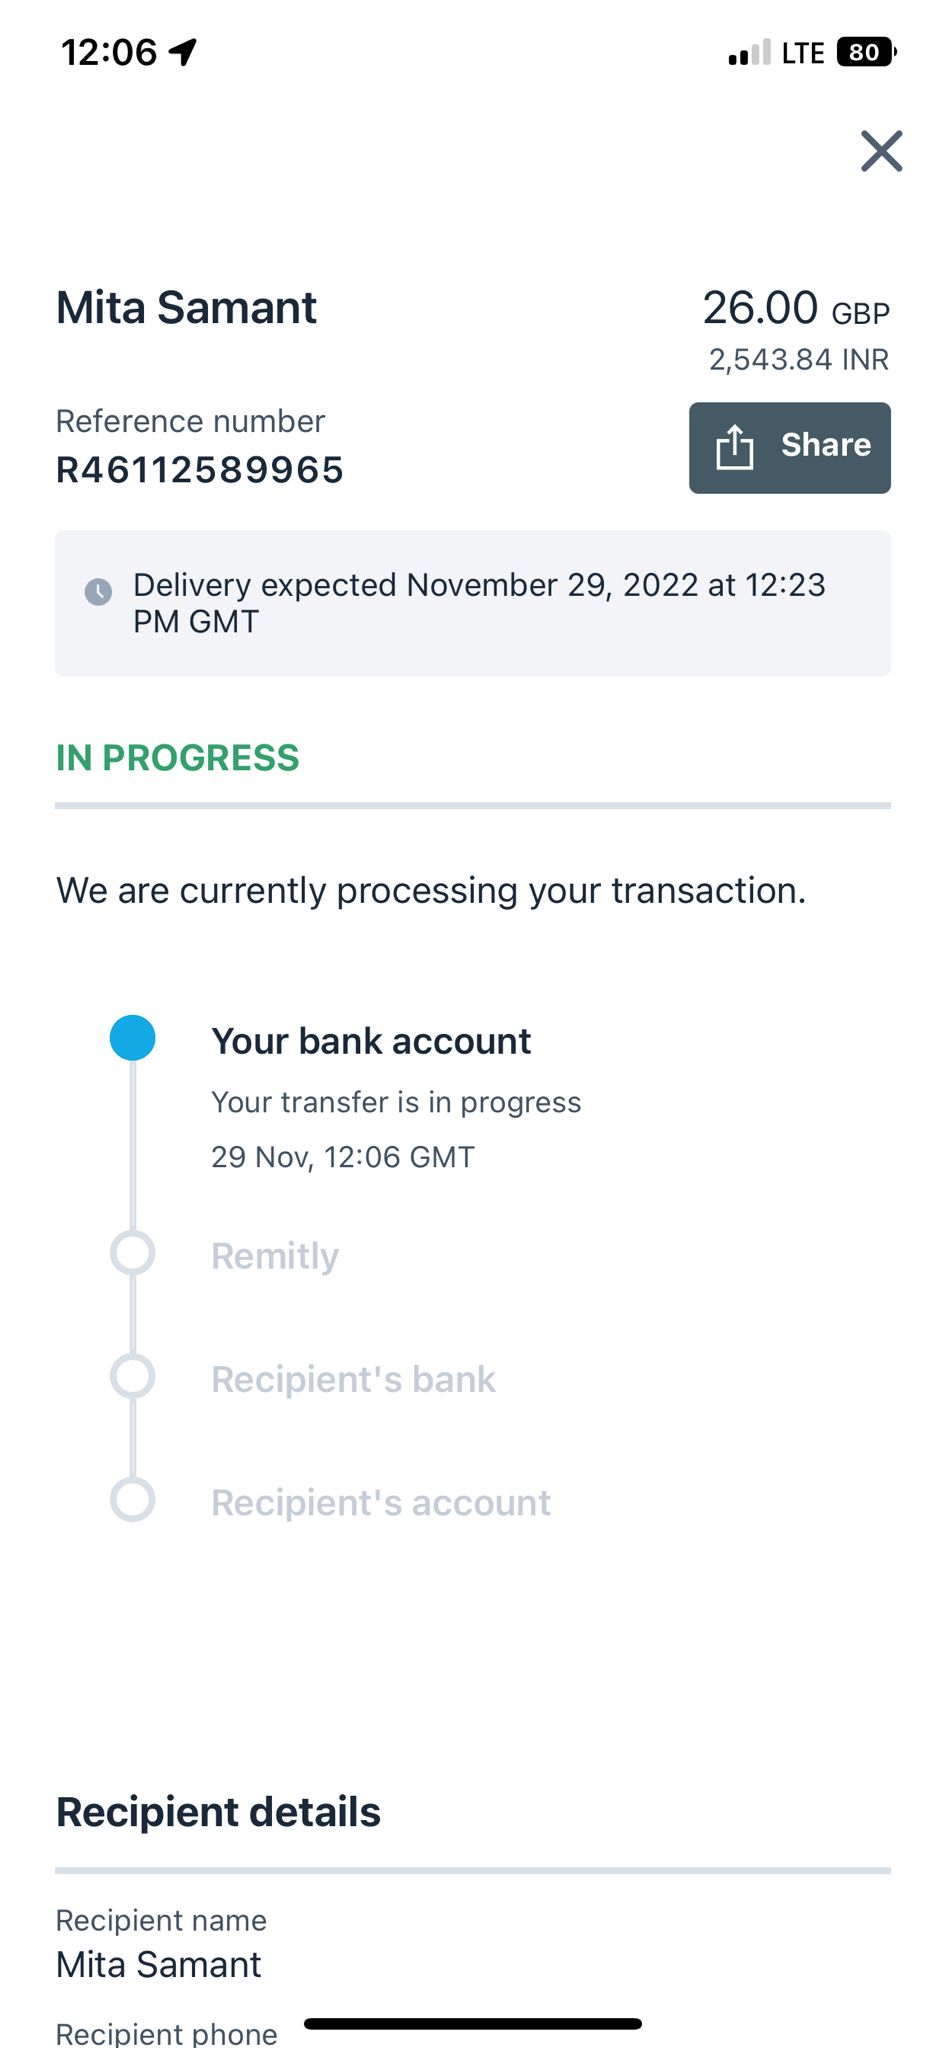 12:06
LTE 80
Mita Samant
26.00 GBP
2,543.84 INR
Reference number
R46112589965
Share
Delivery expected November 29, 2022 at 12:23
PM GMT
IN PROGRESS
We are currently processing your transaction.
Your bank account
Your transfer is in progress
29 Nov, 12:06 GMT
Remitly
Recipient's bank
Recipient's account
Recipient details
Recipient name
Mita Samant
Recipient phone